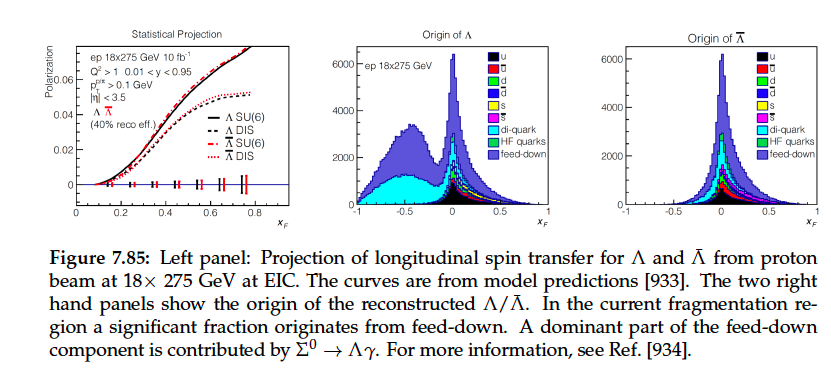 Statistical Projection
Polarization
ep 18x275 GeV 10 fb⁻¹
Q² > 1 0.01 < y < 0.95
> 0.1 GeV
|η| < 3.5
Λ Λ̅
(40% reco eff.)
Λ SU(6)
Λ DIS
Λ̅ SU(6)
Λ̅ DIS
0.06
0.04
0.02
0
0 0.2 0.4 0.6 0.8
x_F
Origin of Λ
ep 18x275 GeV
6000
4000
2000
0
-1 -0.5 0 0.5 1
x_F
u
u̅
d
d̅
s
s̅
di-quark
HF quarks
feed-down
Origin of Λ̅
6000
4000
2000
0
-1 -0.5 0 0.5 1
x_F
u
u̅
d
d̅
s
s̅
di-quark
HF quarks
feed-down
Figure 7.85: Left panel: Projection of longitudinal spin transfer for Λ and Λ̄ from proton
beam at 18× 275 GeV at EIC. The curves are from model predictions [933]. The two right
hand panels show the origin of the reconstructed Λ/Λ̄. In the current fragmentation re-
gion a significant fraction originates from feed-down. A dominant part of the feed-down
component is contributed by Σ⁰ → Λγ. For more information, see Ref. [934].